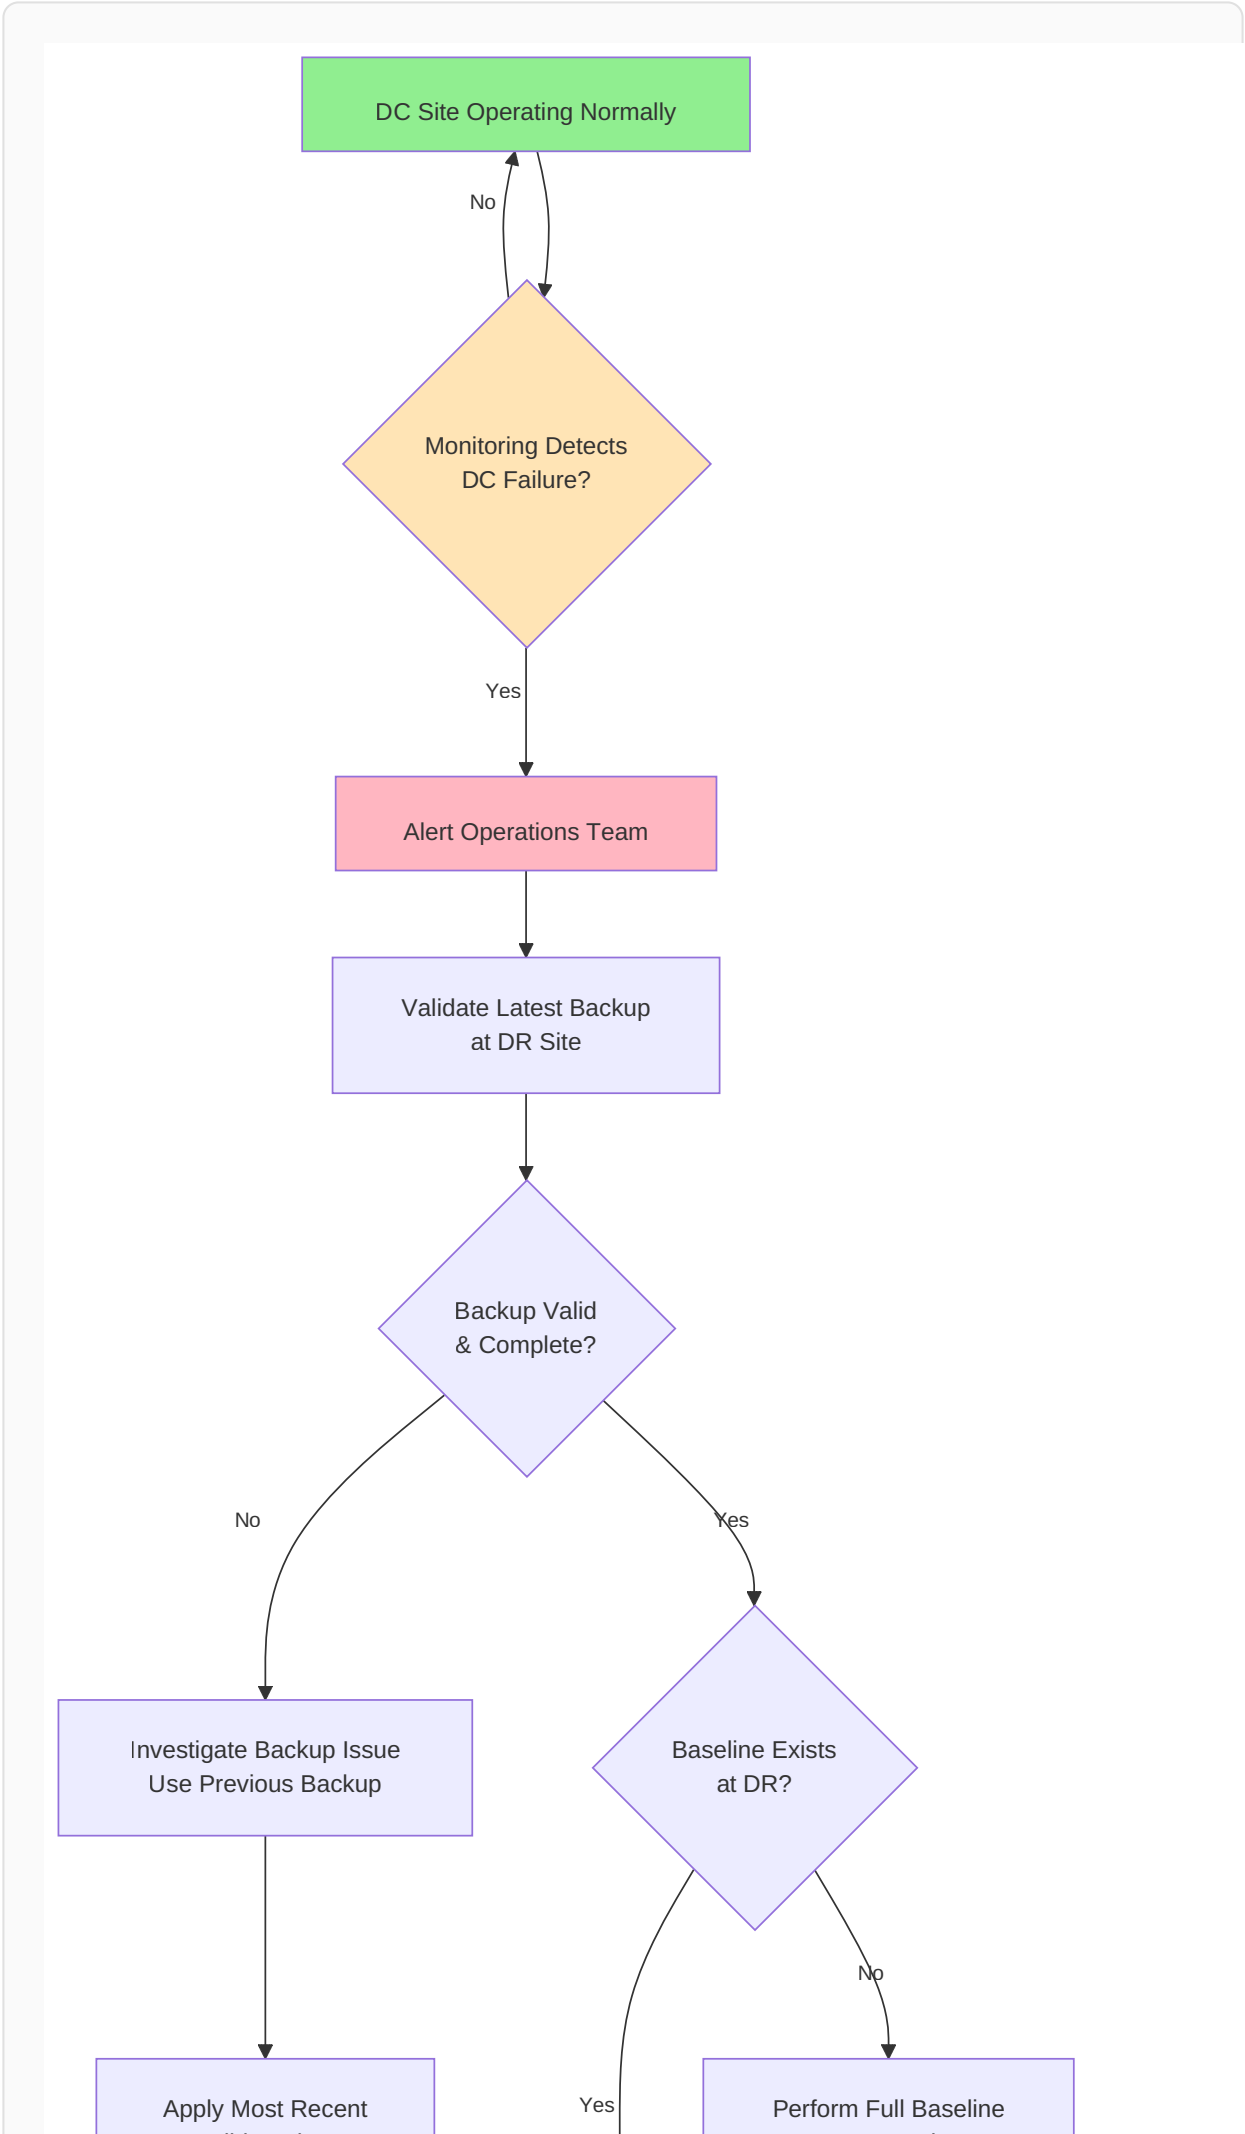 DC Site Operating Normally
No
Monitoring Detects
DC Failure?
Yes
Alert Operations Team
Validate Latest Backup
at DR Site
Backup Valid
& Complete?
No
Yes
Investigate Backup Issue
Use Previous Backup
Baseline Exists
at DR?
No
Yes
Apply Most Recent
Perform Full Baseline